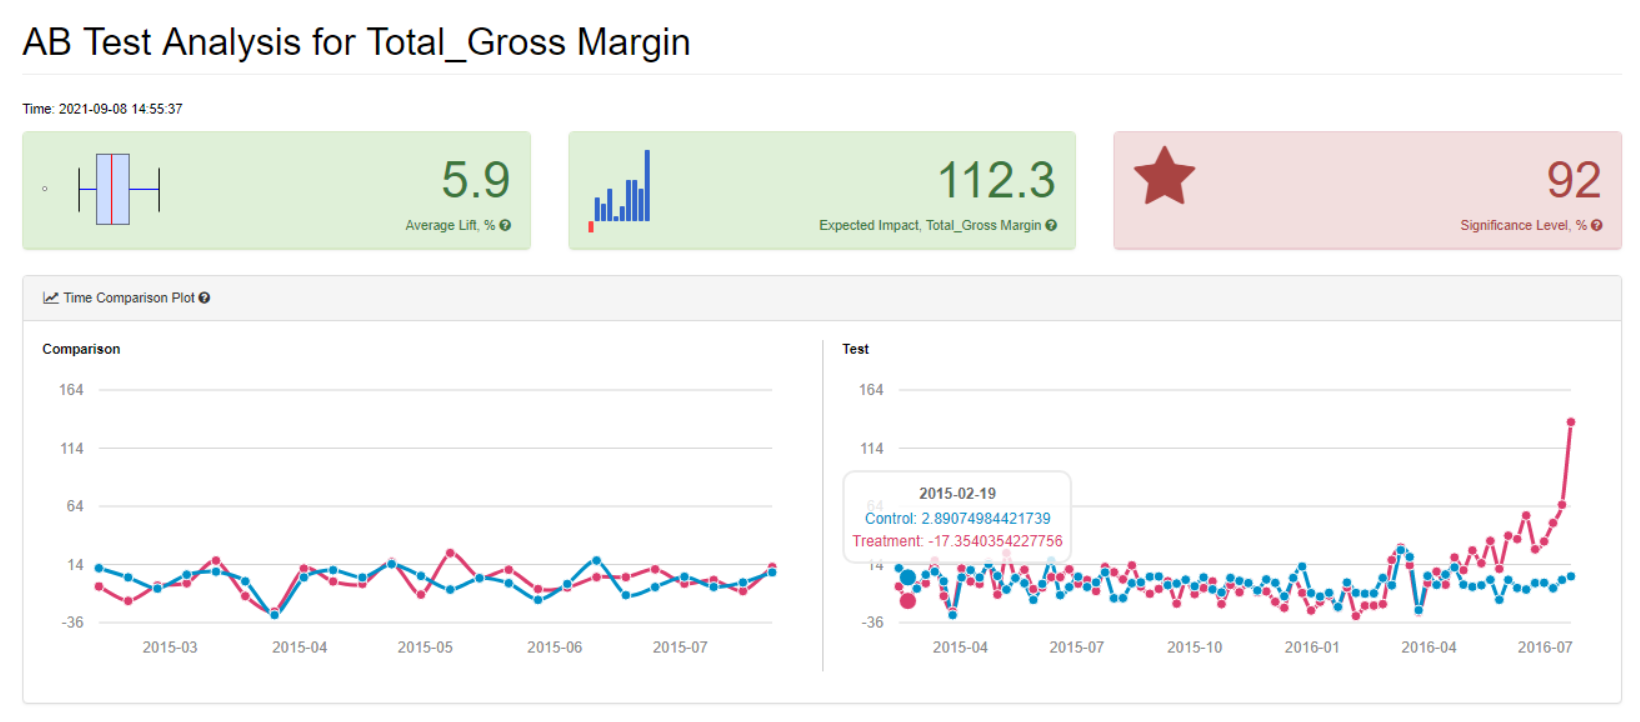 AB Test Analysis for Total_Gross Margin
Time: 2021-09-08 14:55:37
5.9
Average Lift, %
112.3
Expected Impact, Total_Gross Margin
92
Significance Level, %
Time Comparison Plot
Comparison
164
114
64
14
-36
2015-03 2015-04 2015-05 2015-06 2015-07
Test
164
114
64
14
-36
2015-02-19
Control: 2.89074984421739
Treatment: -17.3540354227756
2015-04 2015-07 2015-10 2016-01 2016-04 2016-07